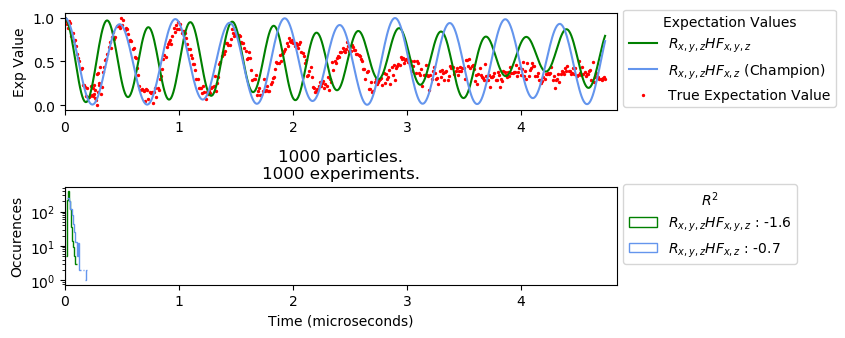 Expectation Values
R_{x,y,z}HF_{x,y,z}
R_{x,y,z}HF_{x,z} (Champion)
True Expectation Value
Exp Value
1.0
0.5
0.0
0 1 2 3 4
1000 particles.
1000 experiments.
R^2
R_{x,y,z}HF_{x,y,z} : -1.6
R_{x,y,z}HF_{x,z} : -0.7
Occurences
10^2
10^1
10^0
0 1 2 3 4
Time (microseconds)